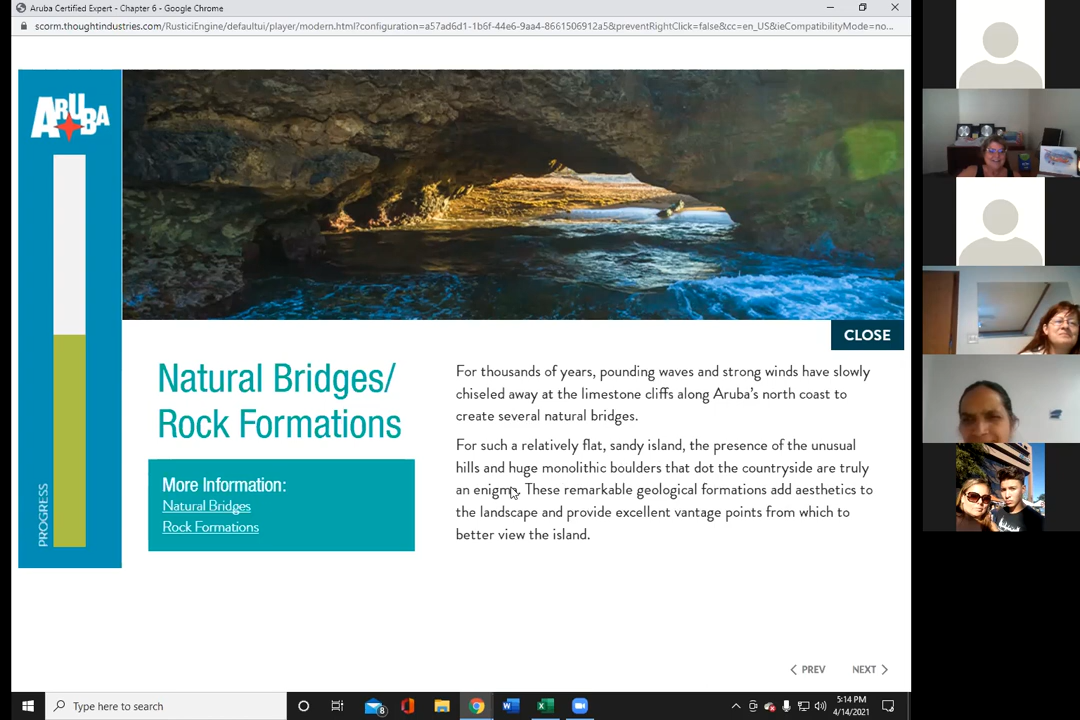 Aruba Certified Expert - Chapter 6 - Google Chrome
scorm.thoughtindustries.com/RusticiEngine/defaultui/player/modern.html?configuration=a57ad6d1-1b6f-44e6-9aa4-8661506912a5&preventRightClick=false&cc=en_US&ieCompatibilityMode=no...
ARUBA
PROGRESS
CLOSE
Natural Bridges/
Rock Formations
More Information:
Natural Bridges
Rock Formations
For thousands of years, pounding waves and strong winds have slowly
chiseled away at the limestone cliffs along Aruba's north coast to
create several natural bridges.
For such a relatively flat, sandy island, the presence of the unusual
hills and huge monolithic boulders that dot the countryside are truly
an enigma. These remarkable geological formations add aesthetics to
the landscape and provide excellent vantage points from which to
better view the island.
PREV
NEXT
Type here to search
8
5:14 PM
4/14/2021